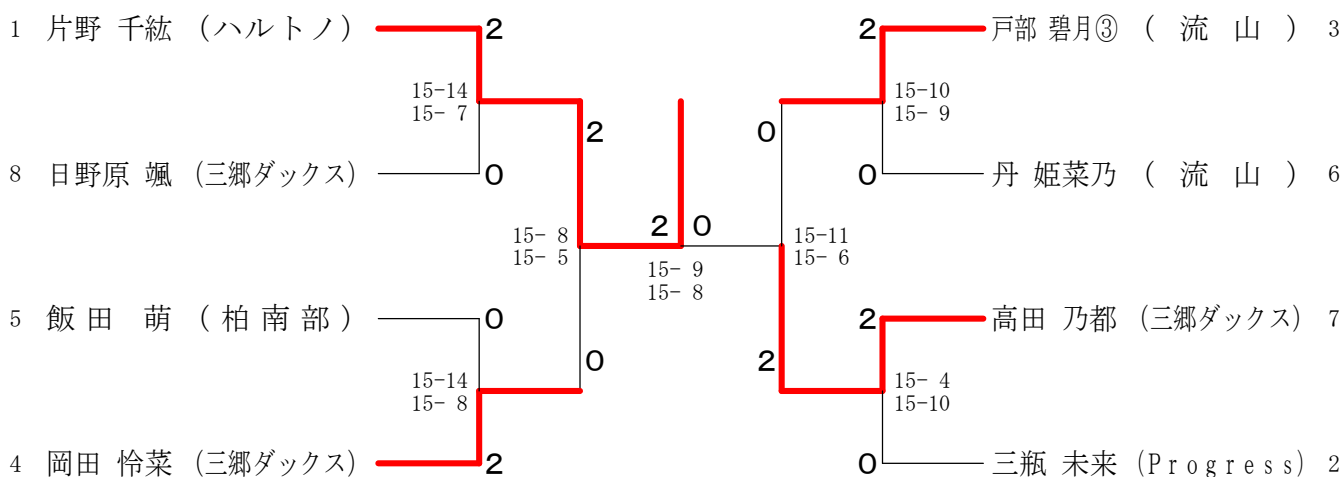 1 片野 千紘 (ハルトノ) 2
2 戸部 碧月③ ( 流 山 ) 3
15-14
15- 7
15-10
15- 9
2
0
8 日野原 颯 (三郷ダックス) 0
0 丹 姫菜乃 ( 流 山 ) 6
15- 8
15- 5
2 0
15-11
15- 6
15- 9
15- 8
5 飯田 萌 (柏南部) 0
2 高田 乃都 (三郷ダックス) 7
0
2
15-14
15- 8
15- 4
15-10
4 岡田 怜菜 (三郷ダックス) 2
0 三瓶 未来 (Progress) 2